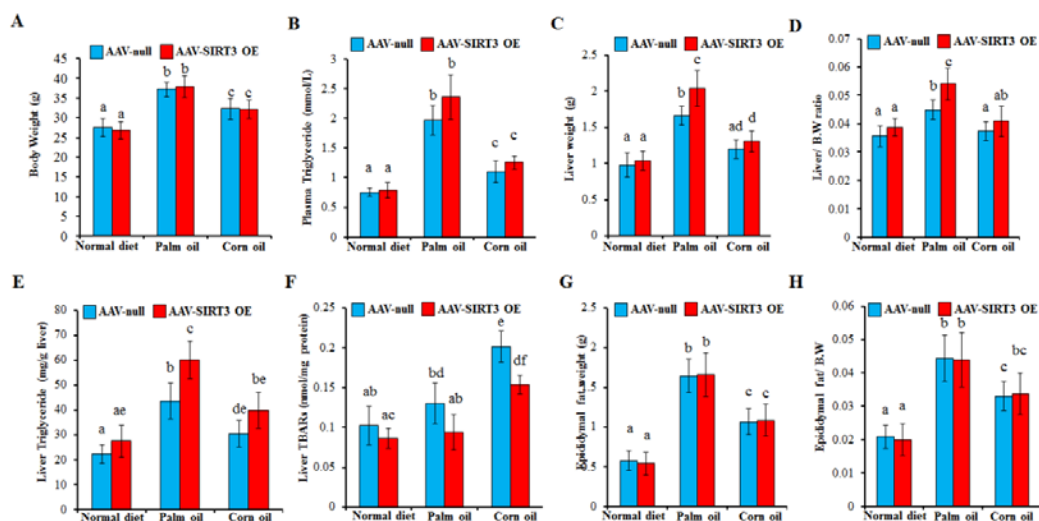 A
AAV-null AAV-SIRT3 OE
Body Weight (g)
45
40
35
30
25
20
15
10
5
0
a a b b c c
Normal diet Palm oil Corn oil
B
AAV-null AAV-SIRT3 OE
Plasma Triglyceride (mmol/L)
3
2.5
2
1.5
1
0.5
0
a a b b c c
Normal diet Palm oil Corn oil
C
AAV-null AAV-SIRT3 OE
Liver weight (g)
2.5
2
1.5
1
0.5
0
a a b c ad d
Normal diet Palm oil Corn oil
D
AAV-null AAV-SIRT3 OE
Liver/ B.W ratio
0.07
0.06
0.05
0.04
0.03
0.02
0.01
0
a a b c a ab
Normal diet Palm oil Corn oil
E
AAV-null AAV-SIRT3 OE
Liver Triglyceride (mg/g liver)
80
70
60
50
40
30
20
10
0
a ae b c de be
Normal diet Palm oil Corn oil
F
AAV-null AAV-SIRT3 OE
Liver TBARs (nmol/mg protein)
0.25
0.2
0.15
0.1
0.05
0
ab ac bd ab e df
Normal diet Palm oil Corn oil
G
AAV-null AAV-SIRT3 OE
Epididymal fat weight (g)
2.5
2
1.5
1
0.5
0
a a b b c c
Normal diet Palm oil Corn oil
H
AAV-null AAV-SIRT3 OE
Epididymal fat/ B.W
0.06
0.05
0.04
0.03
0.02
0.01
0
a a b b c bc
Normal diet Palm oil Corn oil